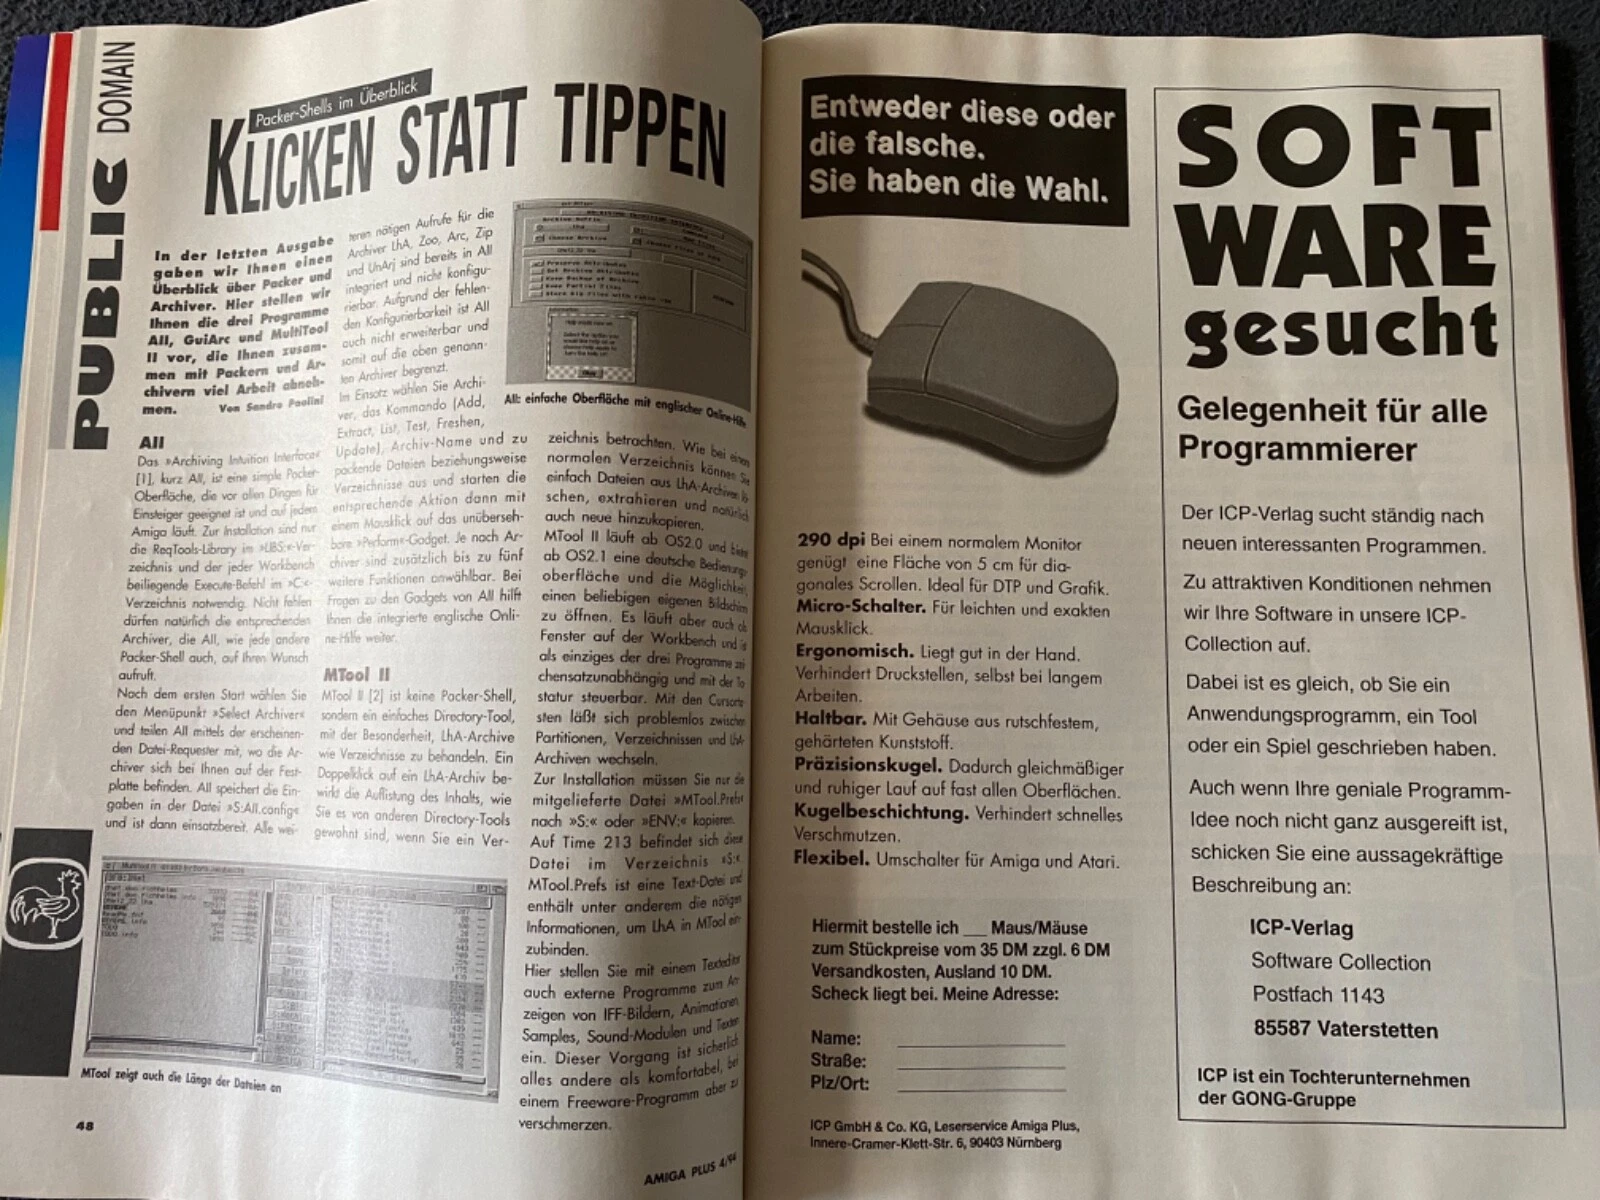 PUBLIC DOMAIN
Packer-Shells im Überblick
KLICKEN STATT TIPPEN
In der letzten Ausgabe
gaben wir Ihnen einen
Überblick über Packer und
Archiver. Hier stellen wir
Ihnen die drei Programme
AII, GuiArc und MultiTool
II vor, die Ihnen zusam-
men mit Packern und Ar-
chivern viel Arbeit abneh-
men. Von Sandro Paolini
AII
Das »Archiving Intuition Interface«
[1], kurz AII, ist eine simple Packer-
Oberfläche, die vor allen Dingen für
Einsteiger geeignet ist und auf jedem
Amiga läuft. Zur Installation sind nur
die ReqTools-Library im »LIBS:«-Ver-
zeichnis und der jeder Workbench
beiliegende Execute-Befehl im »C:«-
Verzeichnis notwendig. Nicht fehlen
dürfen natürlich die entsprechenden
Archiver, die AII, wie jede andere
Packer-Shell auch, auf Ihren Wunsch
aufruft.
Nach dem ersten Start wählen Sie
den Menüpunkt »Select Archiver«
und teilen AII mittels der erscheinen-
den Datei-Requester mit, wo die Ar-
chiver sich bei Ihnen auf der Fest-
platte befinden. AII speichert die Ein-
gaben in der Datei »S:AII.config«
und ist dann einsatzbereit. Alle wei-
teren nötigen Aufrufe für die
Archiver LhA, Zoo, Arc, Zip
und UnArj sind bereits in AII
integriert und nicht konfigu-
rierbar. Aufgrund der fehlen-
den Konfigurierbarkeit ist AII
auch nicht erweiterbar und
somit auf die oben genann-
ten Archiver begrenzt.
Im Einsatz wählen Sie Archi-
ver, das Kommando (Add,
Extract, List, Test, Freshen,
Update), Archiv-Name und zu
packende Dateien beziehungsweise
Verzeichnisse aus und starten die
entsprechende Aktion dann mit
einem Mausklick auf das unüberseh-
bare »Perform«-Gadget. Je nach Ar-
chiver sind zusätzlich bis zu fünf
weitere Funktionen anwählbar. Bei
Fragen zu den Gadgets von AII hilft
Ihnen die integrierte englische Onli-
ne-Hilfe weiter.
MTool II
MTool II [2] ist keine Packer-Shell,
sondern ein einfaches Directory-Tool,
mit der Besonderheit, LhA-Archive
wie Verzeichnisse zu behandeln. Ein
Doppelklick auf ein LhA-Archiv be-
wirkt die Auflistung des Inhalts, wie
Sie es von anderen Directory-Tools
gewohnt sind, wenn Sie ein Ver-
AII: einfache Oberfläche mit englischer Online-Hilfe
zeichnis betrachten. Wie bei einem
normalen Verzeichnis können Sie
einfach Dateien aus LhA-Archiven lö-
schen, extrahieren und natürlich
auch neue hinzukopieren.
MTool II läuft ab OS2.0 und bietet
ab OS2.1 eine deutsche Bedienungs-
oberfläche und die Möglichkeit,
einen beliebigen eigenen Bildschirm
zu öffnen. Es läuft aber auch als
Fenster auf der Workbench und ist
als einziges der drei Programme zei-
chensatzunabhängig und mit der Ta-
statur steuerbar. Mit den Cursorta-
sten läßt sich problemlos zwischen
Partitionen, Verzeichnissen und LhA-
Archiven wechseln.
Zur Installation müssen Sie nur die
mitgelieferte Datei »MTool.Prefs«
nach »S:« oder »ENV:« kopieren.
Auf Time 213 befindet sich diese
Datei im Verzeichnis »S:«.
MTool.Prefs ist eine Text-Datei und
enthält unter anderem die nötigen
Informationen, um LhA in MTool ein-
zubinden.
Hier stellen Sie mit einem Texteditor
auch externe Programme zum An-
zeigen von IFF-Bildern, Animationen,
Samples, Sound-Modulen und Texten
ein. Dieser Vorgang ist sicherlich
alles andere als komfortabel, bei
einem Freeware-Programm aber zu
verschmerzen.
MTool zeigt auch die Länge der Dateien an
48
AMIGA PLUS 4/94
Entweder diese oder
die falsche.
Sie haben die Wahl.
290 dpi Bei einem normalem Monitor
genügt eine Fläche von 5 cm für dia-
gonales Scrollen. Ideal für DTP und Grafik.
Micro-Schalter. Für leichten und exakten
Mausklick.
Ergonomisch. Liegt gut in der Hand.
Verhindert Druckstellen, selbst bei langem
Arbeiten.
Haltbar. Mit Gehäuse aus rutschfestem,
gehärteten Kunststoff.
Präzisionskugel. Dadurch gleichmäßiger
und ruhiger Lauf auf fast allen Oberflächen.
Kugelbeschichtung. Verhindert schnelles
Verschmutzen.
Flexibel. Umschalter für Amiga und Atari.
Hiermit bestelle ich ___ Maus/Mäuse
zum Stückpreise vom 35 DM zzgl. 6 DM
Versandkosten, Ausland 10 DM.
Scheck liegt bei. Meine Adresse:
Name:
Straße:
Plz/Ort:
ICP GmbH & Co. KG, Leserservice Amiga Plus,
Innere-Cramer-Klett-Str. 6, 90403 Nürnberg
SOFT
WARE
gesucht
Gelegenheit für alle
Programmierer
Der ICP-Verlag sucht ständig nach
neuen interessanten Programmen.
Zu attraktiven Konditionen nehmen
wir Ihre Software in unsere ICP-
Collection auf.
Dabei ist es gleich, ob Sie ein
Anwendungsprogramm, ein Tool
oder ein Spiel geschrieben haben.
Auch wenn Ihre geniale Programm-
Idee noch nicht ganz ausgereift ist,
schicken Sie eine aussagekräftige
Beschreibung an:
ICP-Verlag
Software Collection
Postfach 1143
85587 Vaterstetten
ICP ist ein Tochterunternehmen
der GONG-Gruppe